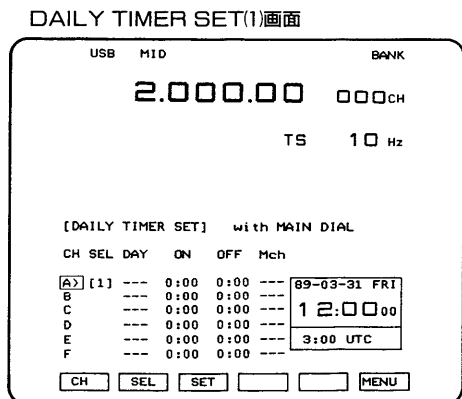 DAILY TIMER SET(1)画面
USB MID BANK
2.000.00 000CH
TS 10 Hz
[DAILY TIMER SET] with MAIN DIAL
CH SEL DAY ON OFF Mch
A> [1] --- 0:00 0:00 ---
B --- 0:00 0:00 ---
C --- 0:00 0:00 ---
D --- 0:00 0:00 ---
E --- 0:00 0:00 ---
F --- 0:00 0:00 ---
89-03-31 FRI
12:00 00
3:00 UTC
CH SEL SET MENU